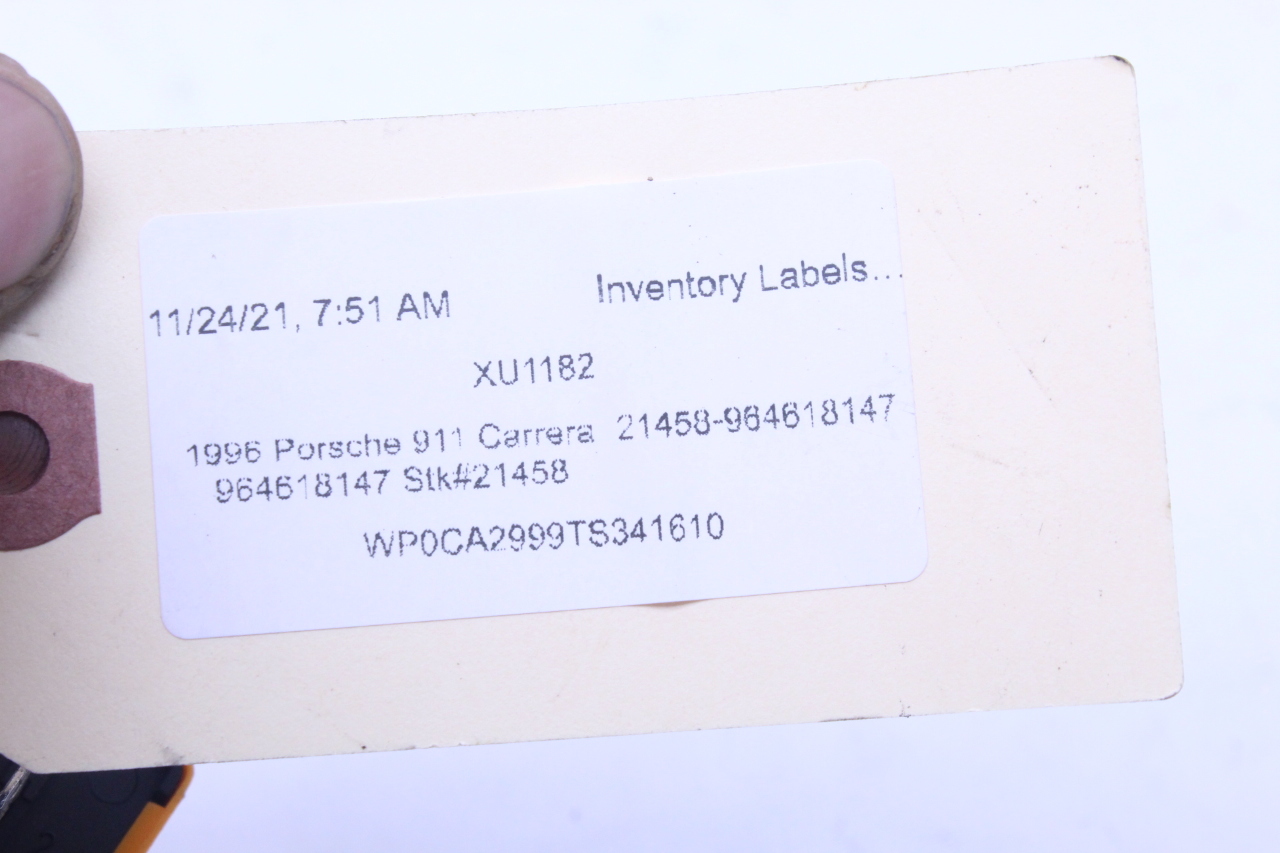 11/24/21, 7:51 AM Inventory Labels...
XU1182
1996 Porsche 911 Carrera 21458-964618147
964618147 Stk#21458
WP0CA2999TS341610